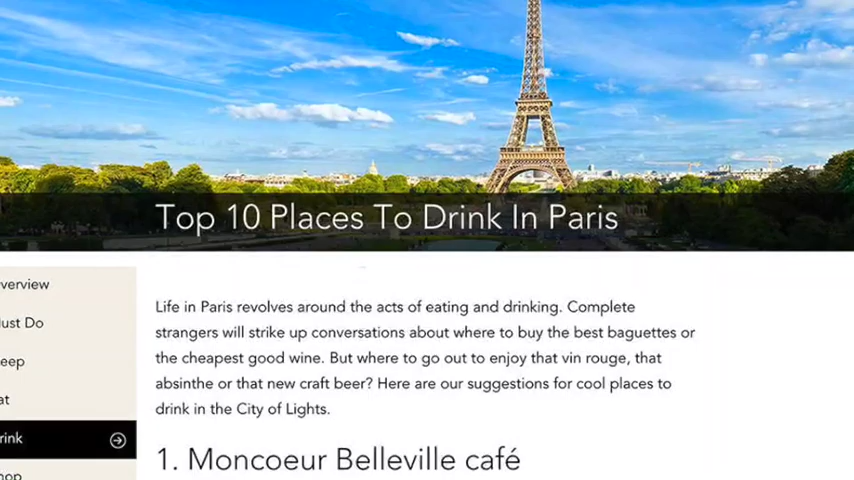 Top 10 Places To Drink In Paris
verview
ust Do
eep
at
rink
hop
Life in Paris revolves around the acts of eating and drinking. Complete
strangers will strike up conversations about where to buy the best baguettes or
the cheapest good wine. But where to go out to enjoy that vin rouge, that
absinthe or that new craft beer? Here are our suggestions for cool places to
drink in the City of Lights.
1. Moncoeur Belleville café